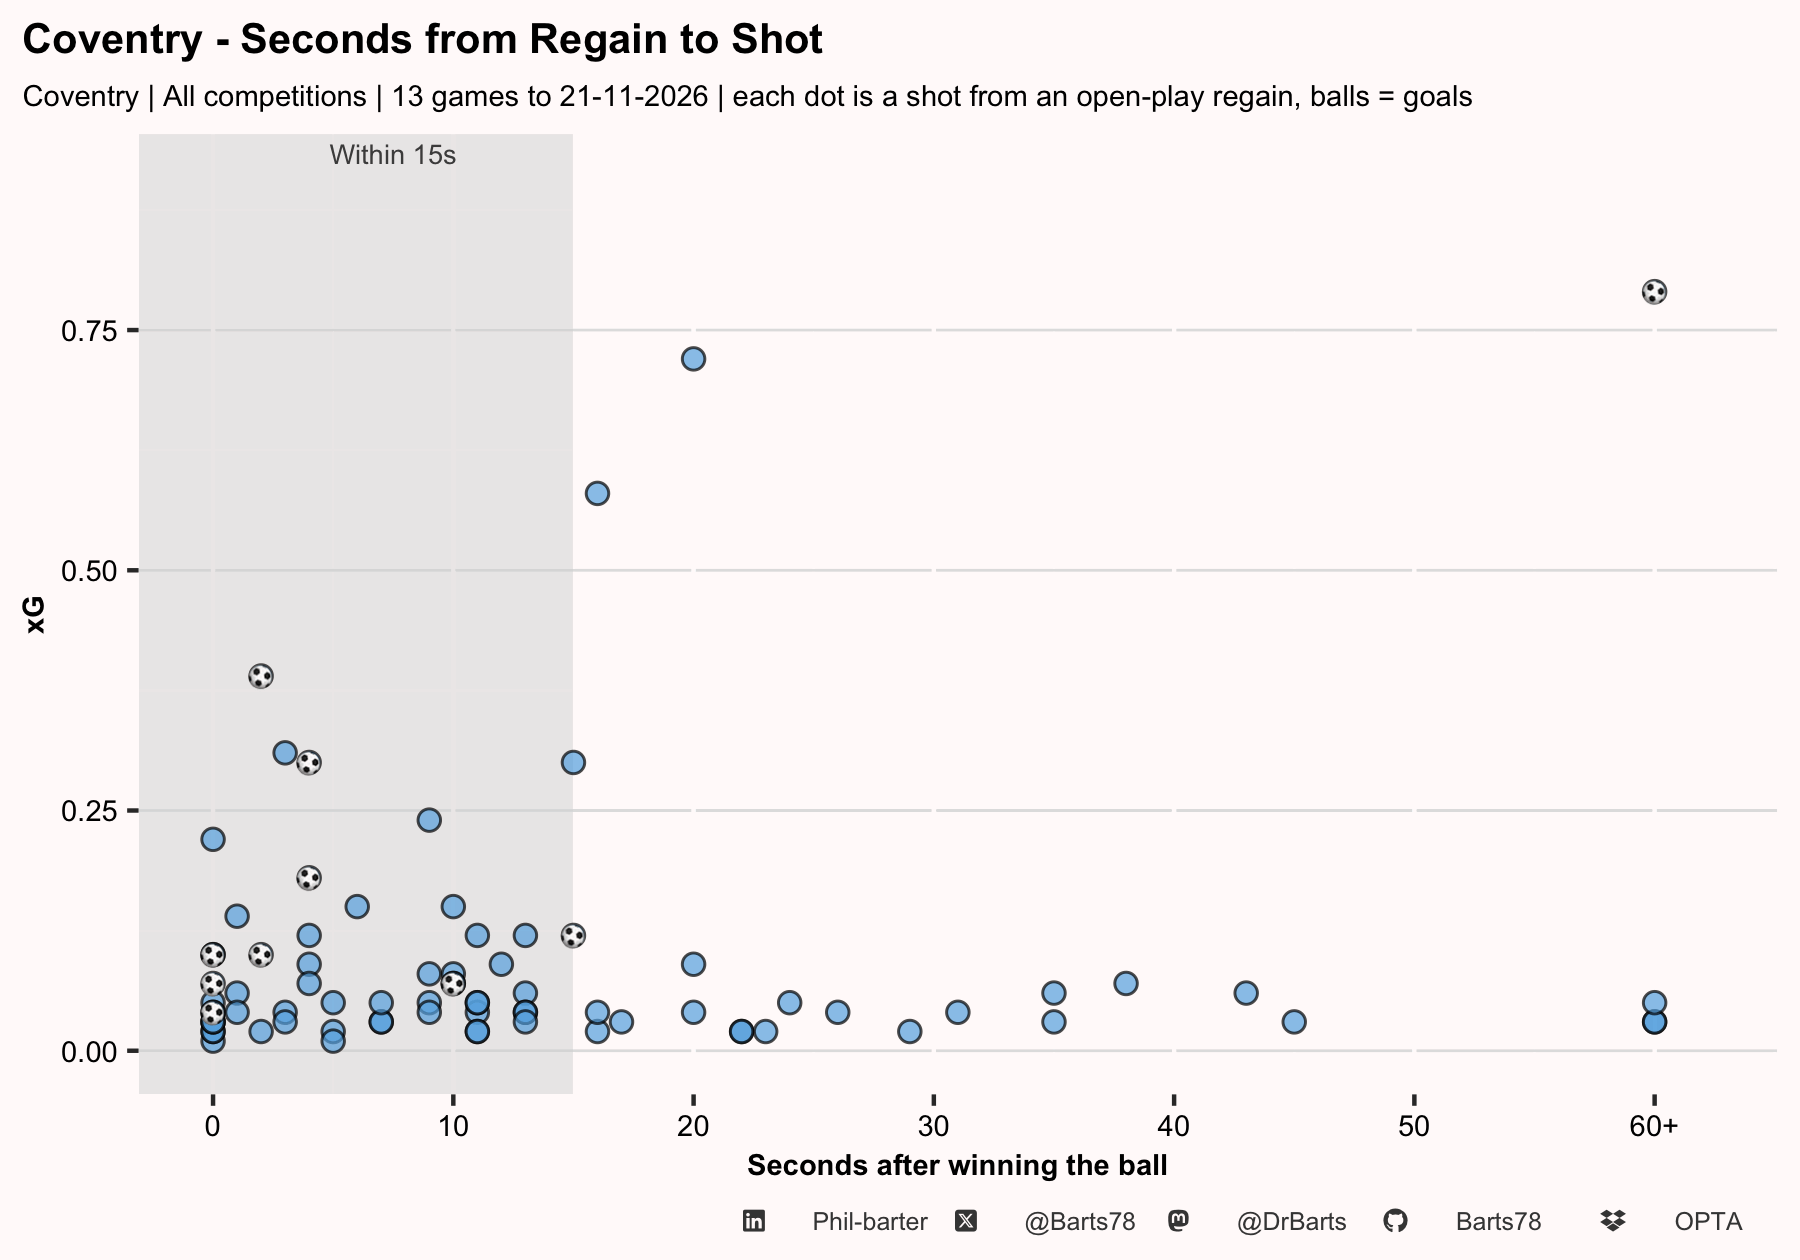 Coventry - Seconds from Regain to Shot
Coventry | All competitions | 13 games to 21-11-2026 | each dot is a shot from an open-play regain, balls = goals
Within 15s
0.75
0.50
0.25
0.00
xG
0 10 20 30 40 50 60+
Seconds after winning the ball
Phil-barter @Barts78 @DrBarts Barts78 OPTA